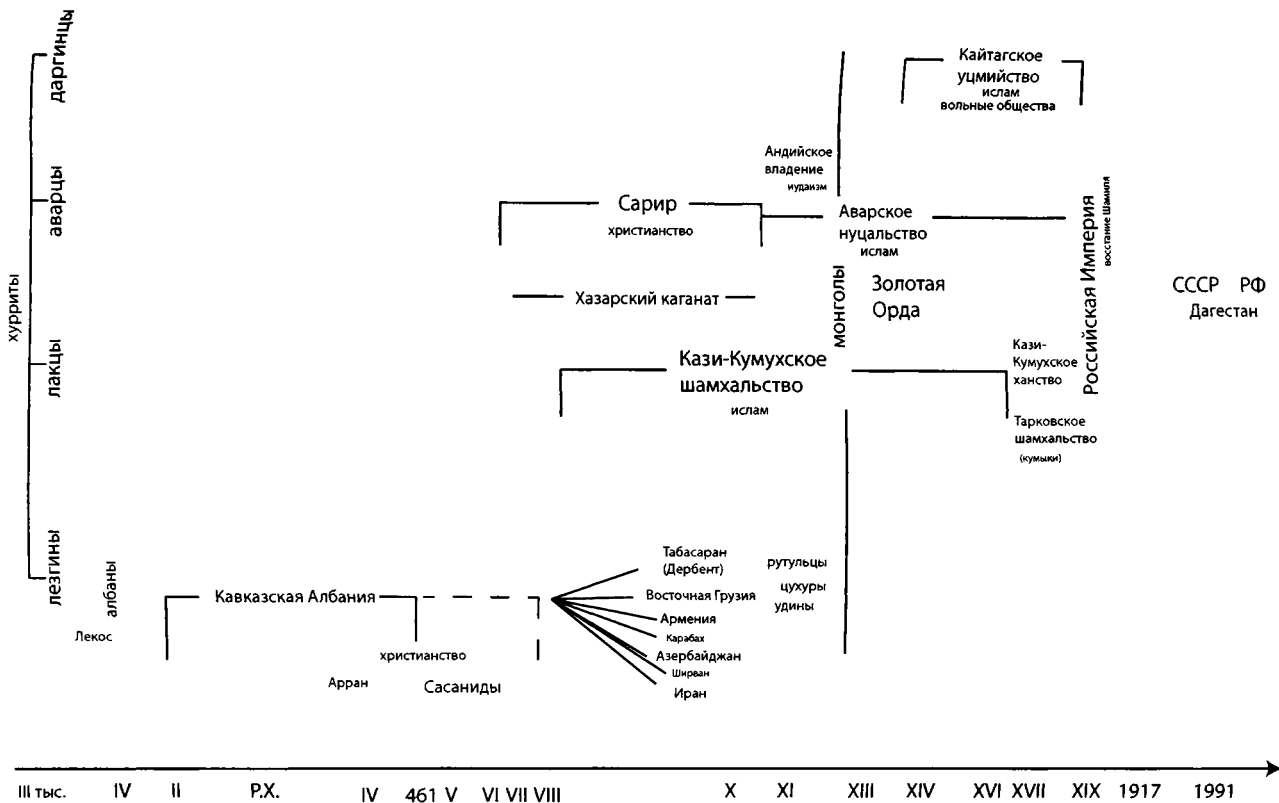 даргинцы
аварцы
хурриты
лакцы
лезгины
албаны
Лекос
Кайтагское
уцмийство
ислам
вольные общества
Андийское
владение
иудаизм
Сарир
христианство
Аварское
нуцальство
ислам
Хазарский каганат
монголы
Золотая
Орда
Российская Империя
восстание Шамиля
СССР РФ
Дагестан
Кази-Кумухское
шамхальство
ислам
Кази-
Кумухское
ханство
Тарковское
шамхальство
(кумыки)
Кавказская Албания
христианство
Арран
Сасаниды
Табасаран
(Дербент)
Восточная Грузия
Армения
Карабах
Азербайджан
Ширван
Иран
рутульцы
цухуры
удины
III тыс. IV II Р.Х. IV 461 V VI VII VIII X XI XIII XIV XVI XVII XIX 1917 1991